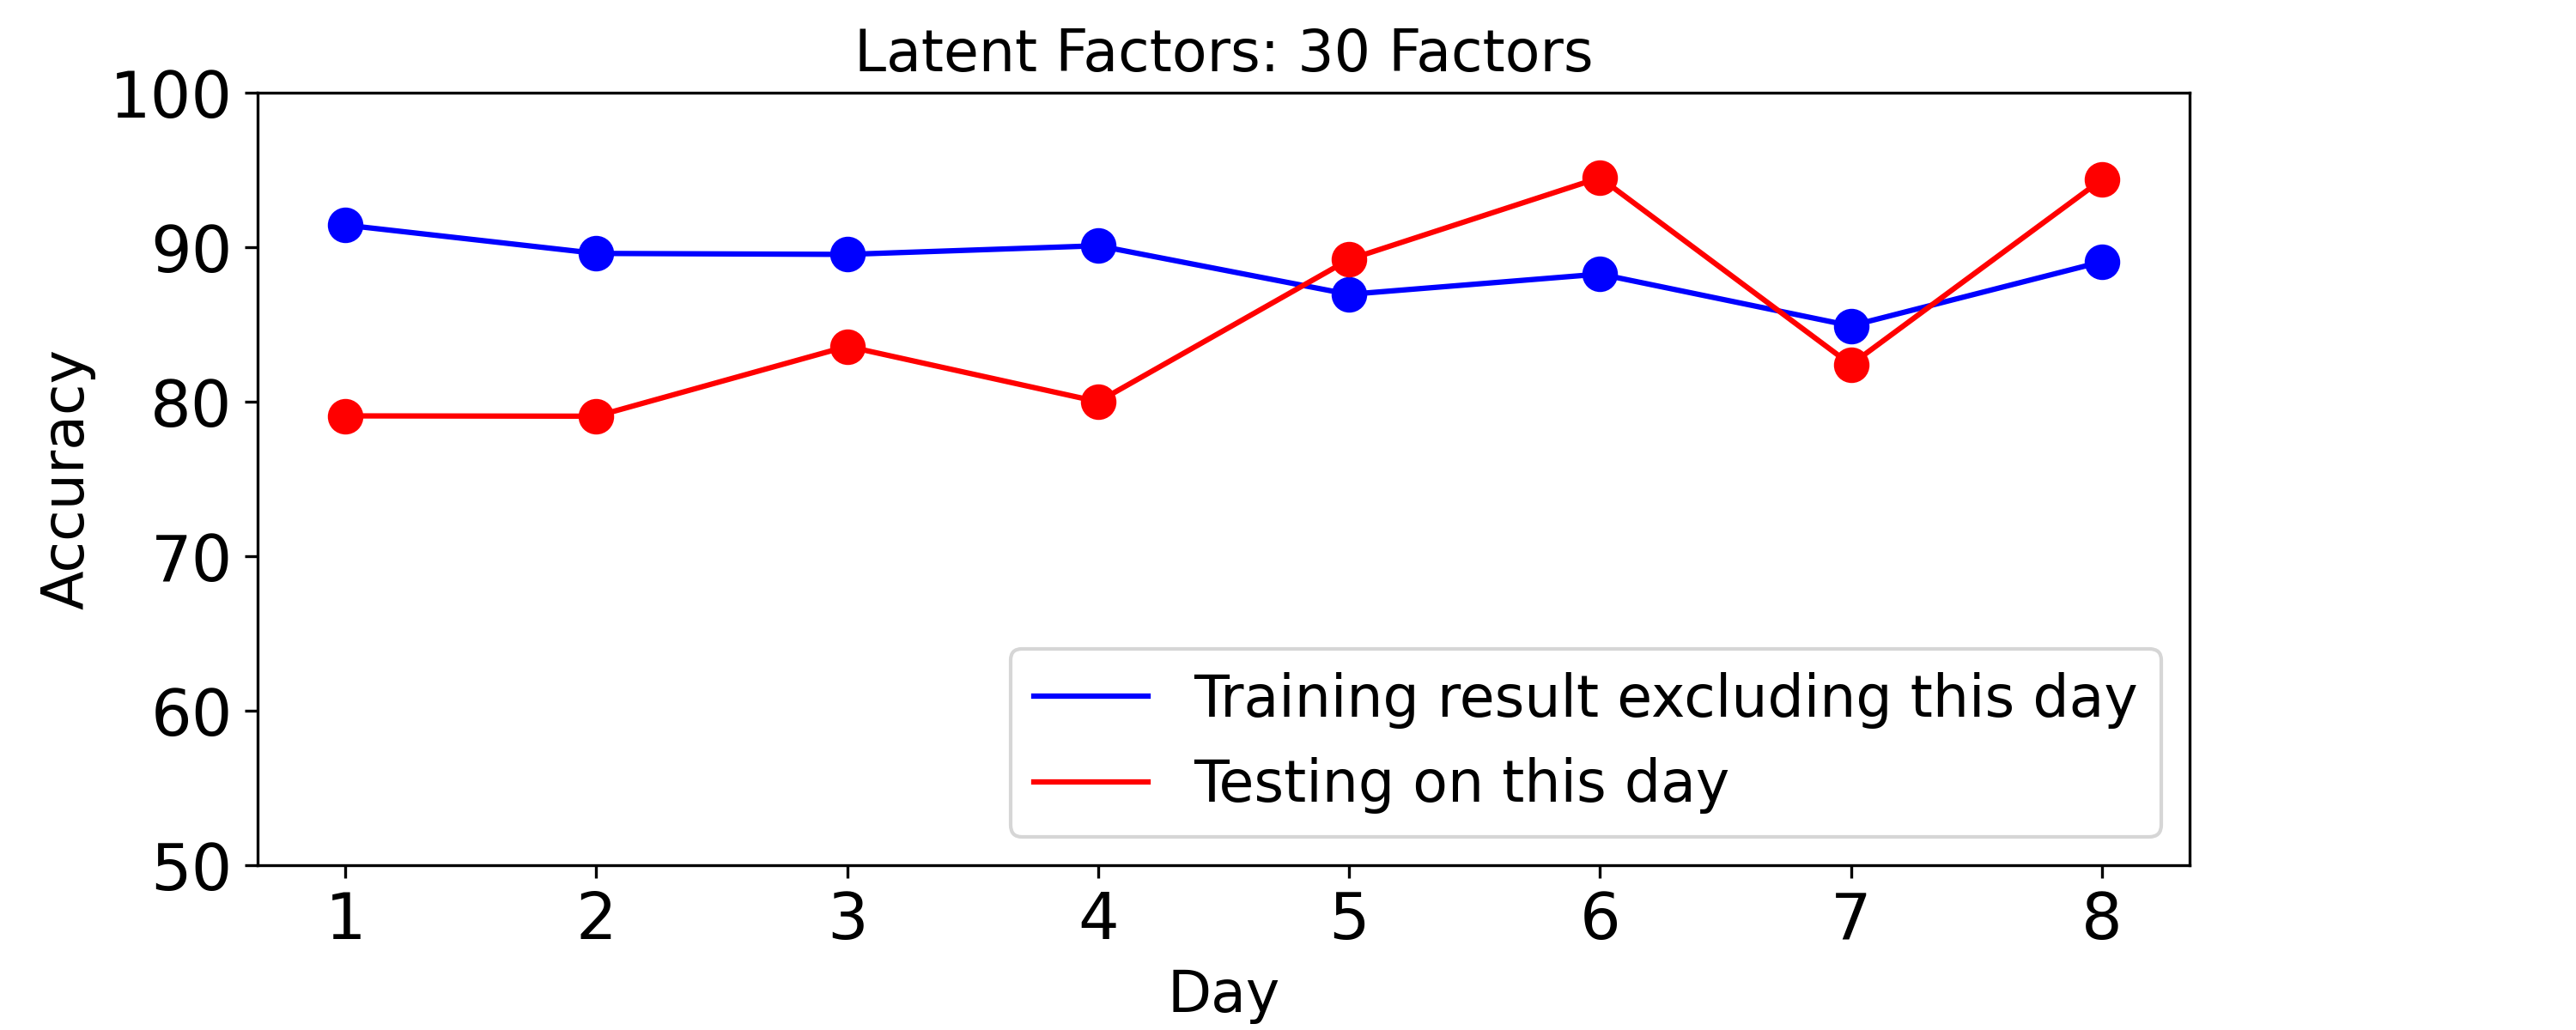 Latent Factors: 30 Factors
100
90
80
70
60
50
Accuracy
Training result excluding this day
Testing on this day
1 2 3 4 5 6 7 8
Day